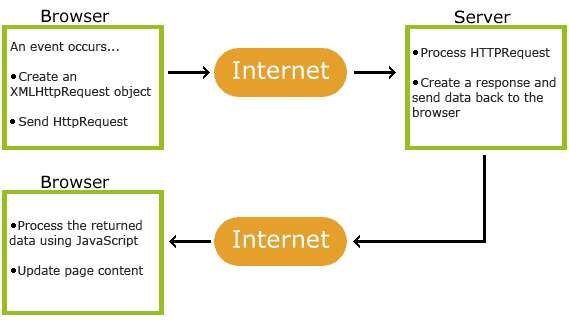 Browser
An event occurs...
•Create an
XMLHttpRequest object
•Send HttpRequest
Internet
Server
•Process HTTPRequest
•Create a response and
send data back to the
browser
Browser
•Process the returned
data using JavaScript
•Update page content
Internet